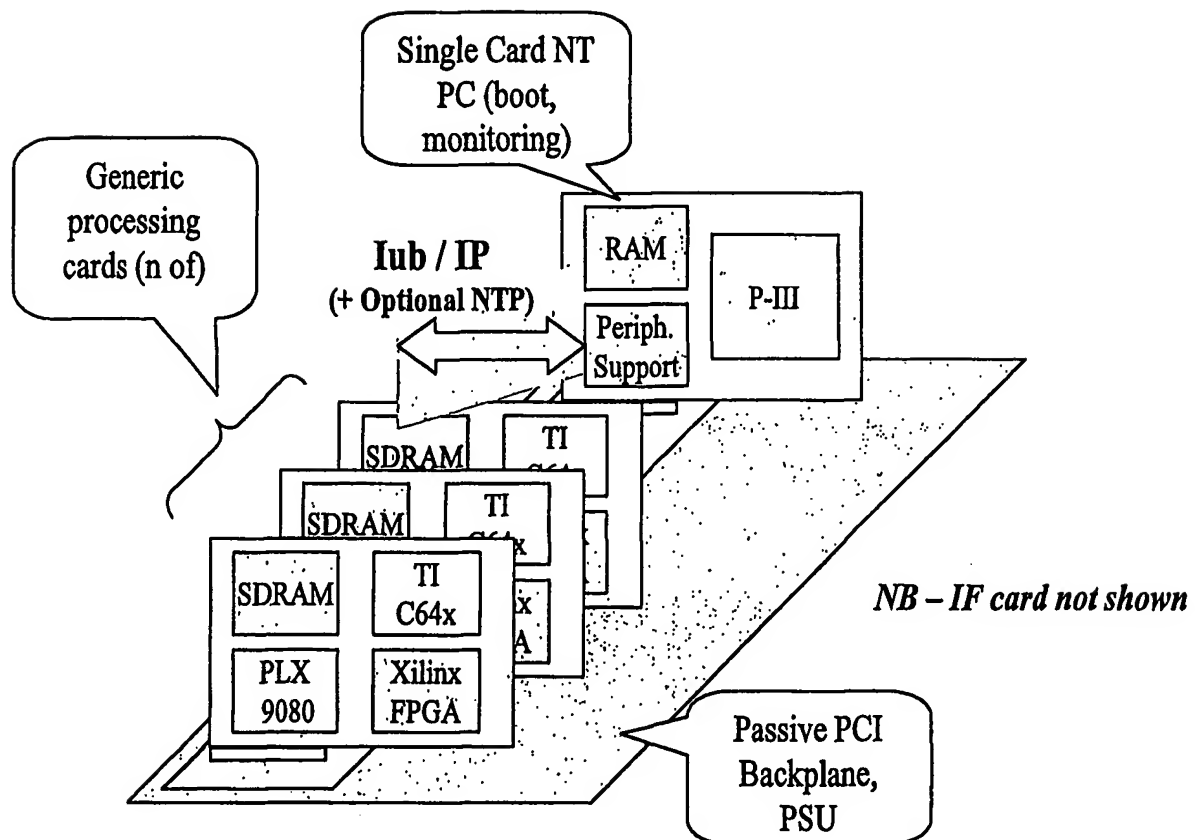 Single Card NT
PC (boot,
monitoring)
Generic
processing
cards (n of)
Iub / IP
(+ Optional NTP)
RAM
P-III
Periph.
Support
SDRAM
TI
SDRAM
TI
SDRAM
TI
C64x
PLX
9080
Xilinx
FPGA
NB – IF card not shown
Passive PCI
Backplane,
PSU